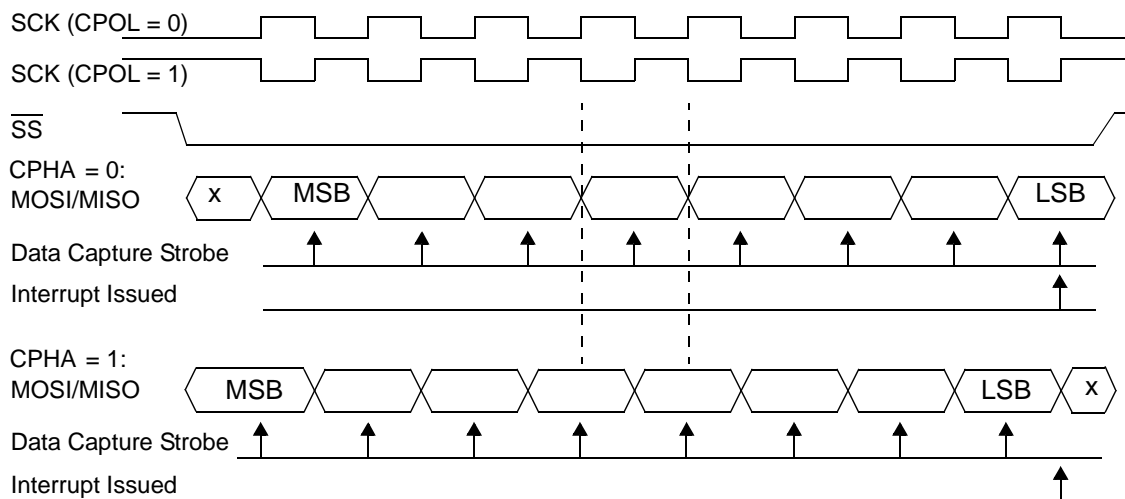 SCK (CPOL = 0)
SCK (CPOL = 1)
SS
CPHA = 0:
MOSI/MISO
x
MSB
LSB
Data Capture Strobe
Interrupt Issued
CPHA = 1:
MOSI/MISO
MSB
LSB
x
Data Capture Strobe
Interrupt Issued